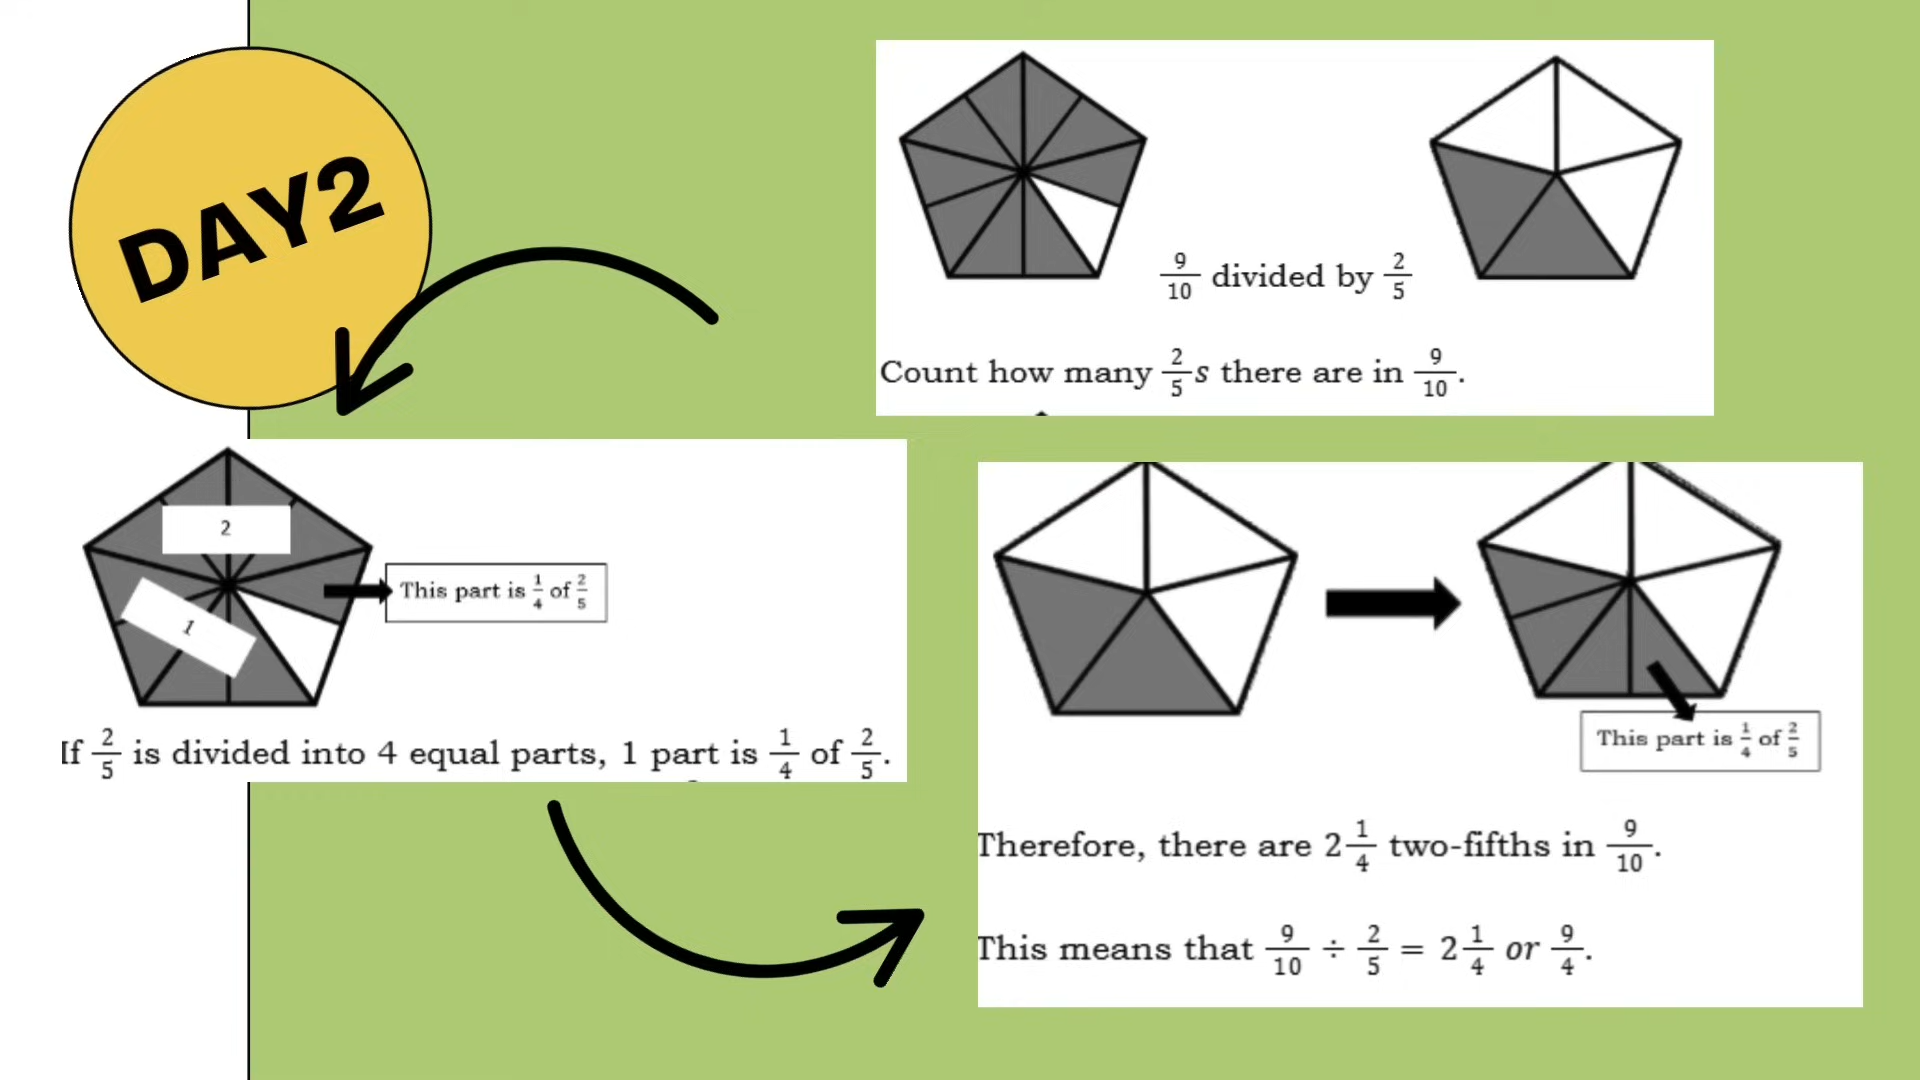 DAY2
9/10 divided by 2/5
Count how many 2/5 s there are in 9/10.
2
1
This part is 1/4 of 2/5
If 2/5 is divided into 4 equal parts, 1 part is 1/4 of 2/5.
This part is 1/4 of 2/5
Therefore, there are 2 1/4 two-fifths in 9/10.
This means that 9/10 ÷ 2/5 = 2 1/4 or 9/4.